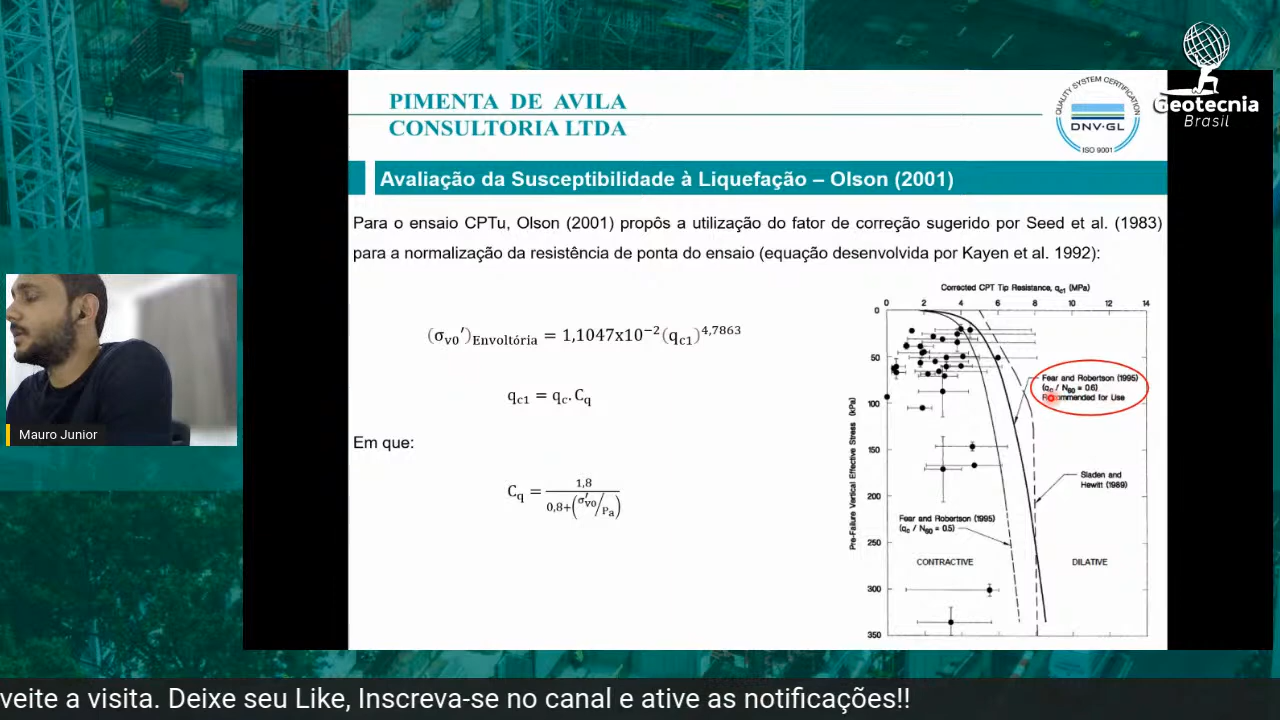 Geotecnia
Brasil
PIMENTA DE AVILA
CONSULTORIA LTDA
QUALITY SYSTEM CERTIFICATION
DNV·GL
ISO 9001
Avaliação da Susceptibilidade à Liquefação – Olson (2001)
Para o ensaio CPTu, Olson (2001) propôs a utilização do fator de correção sugerido por Seed et al. (1983)
para a normalização da resistência de ponta do ensaio (equação desenvolvida por Kayen et al. 1992):
(σv0′)Envoltória = 1,1047x10⁻²(qc1)⁴,⁷⁸⁶³
qc1 = qc.Cq
Em que:
Cq = 1,8 / 0,8+(σ′v0/Pa)
Corrected CPT Tip Resistance, qc1 (MPa)
0 2 4 6 8 10 12 14
0
50
100
150
200
250
300
350
Pre-Failure Vertical Effective Stress (kPa)
Fear and Robertson (1995)
(qc / N60 = 0.6)
Recommended for Use
Sladen and
Hewitt (1989)
Fear and Robertson (1995)
(qc / N60 = 0.5)
CONTRACTIVE
DILATIVE
Mauro Junior
veite a visita. Deixe seu Like, Inscreva-se no canal e ative as notificações!!